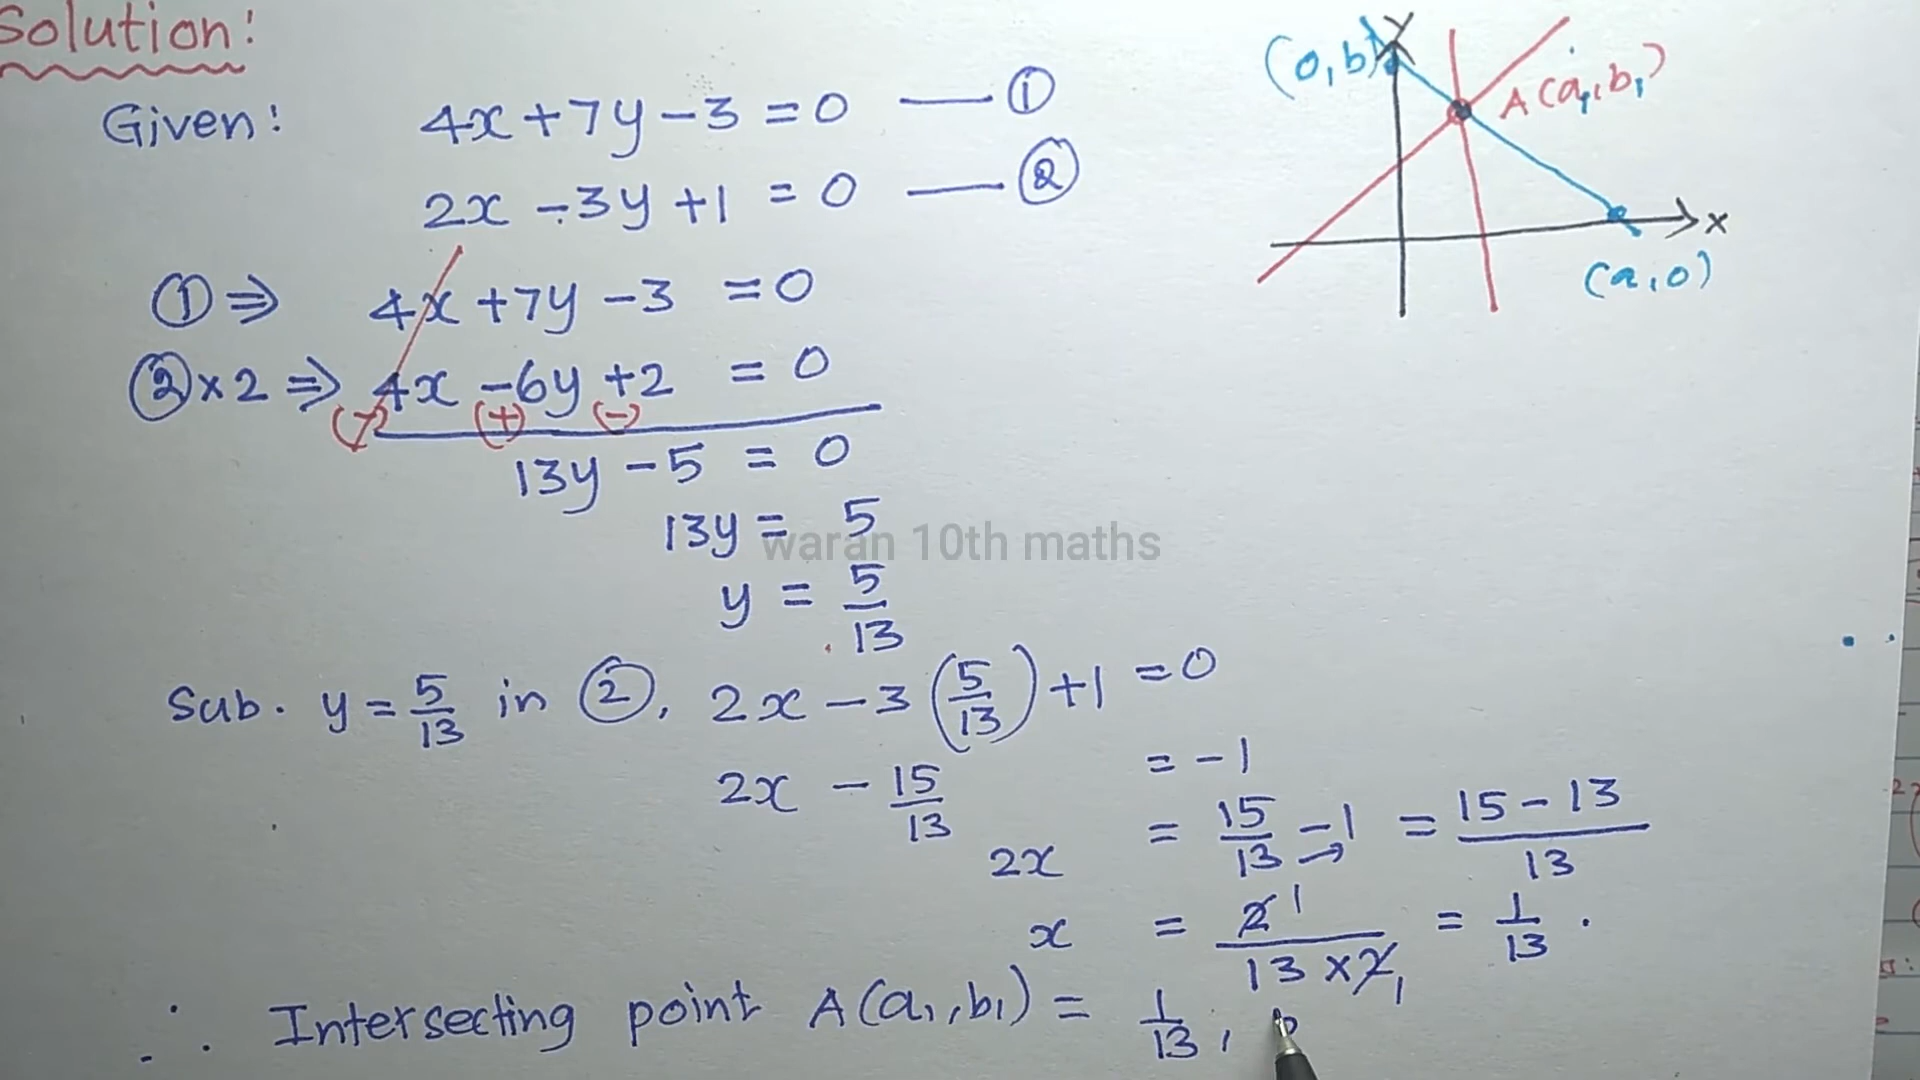 Solution:
Given: 4x + 7y - 3 = 0 — ①
2x - 3y + 1 = 0 — ②
① ⇒ 4x + 7y - 3 = 0
② × 2 ⇒ 4x - 6y + 2 = 0
(-) (+) (-)
13y - 5 = 0
13y = 5
y = 5/13
Sub. y = 5/13 in ②, 2x - 3(5/13) + 1 = 0
2x - 15/13 = -1
2x = 15/13 - 1 = (15 - 13)/13
x = 2 1/(13 × 2 1) = 1/13.
∴ Intersecting point A(a₁, b₁) = 1/13,
Y
(0, b)
A(a₁, b₁)
X
(a, 0)
waran 10th maths